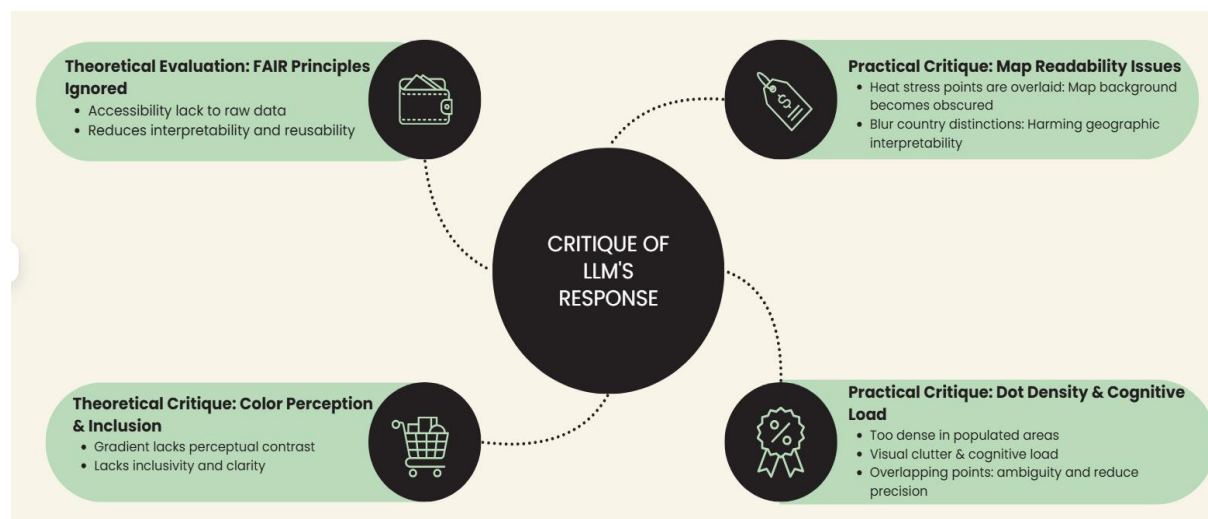 Theoretical Evaluation: FAIR Principles
Ignored
• Accessibility lack to raw data
• Reduces interpretability and reusability
Practical Critique: Map Readability Issues
• Heat stress points are overlaid: Map background
becomes obscured
• Blur country distinctions: Harming geographic
interpretability
CRITIQUE OF
LLM'S
RESPONSE
Theoretical Critique: Color Perception
& Inclusion
• Gradient lacks perceptual contrast
• Lacks inclusivity and clarity
Practical Critique: Dot Density & Cognitive
Load
• Too dense in populated areas
• Visual clutter & cognitive load
• Overlapping points: ambiguity and reduce
precision